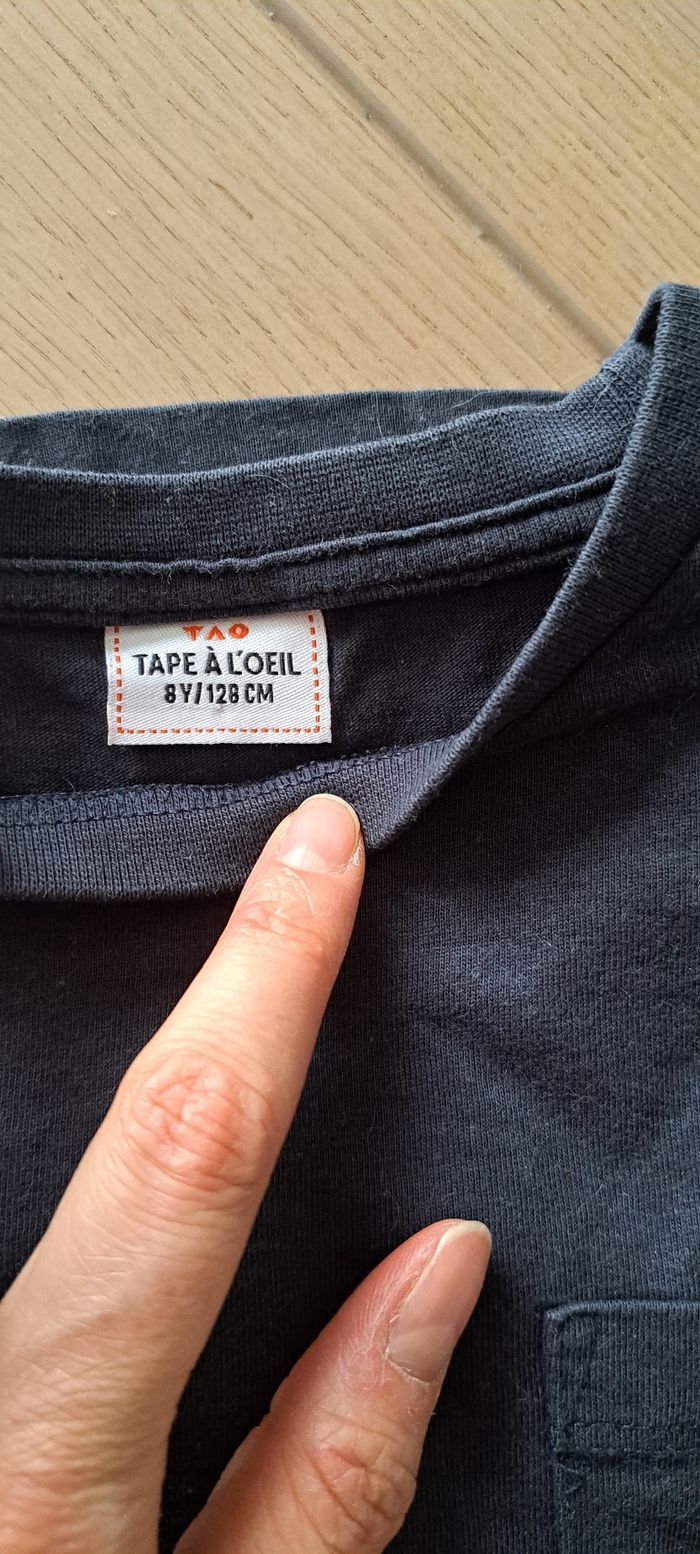 TAO
TAPE À L'OEIL
8Y/128 CM